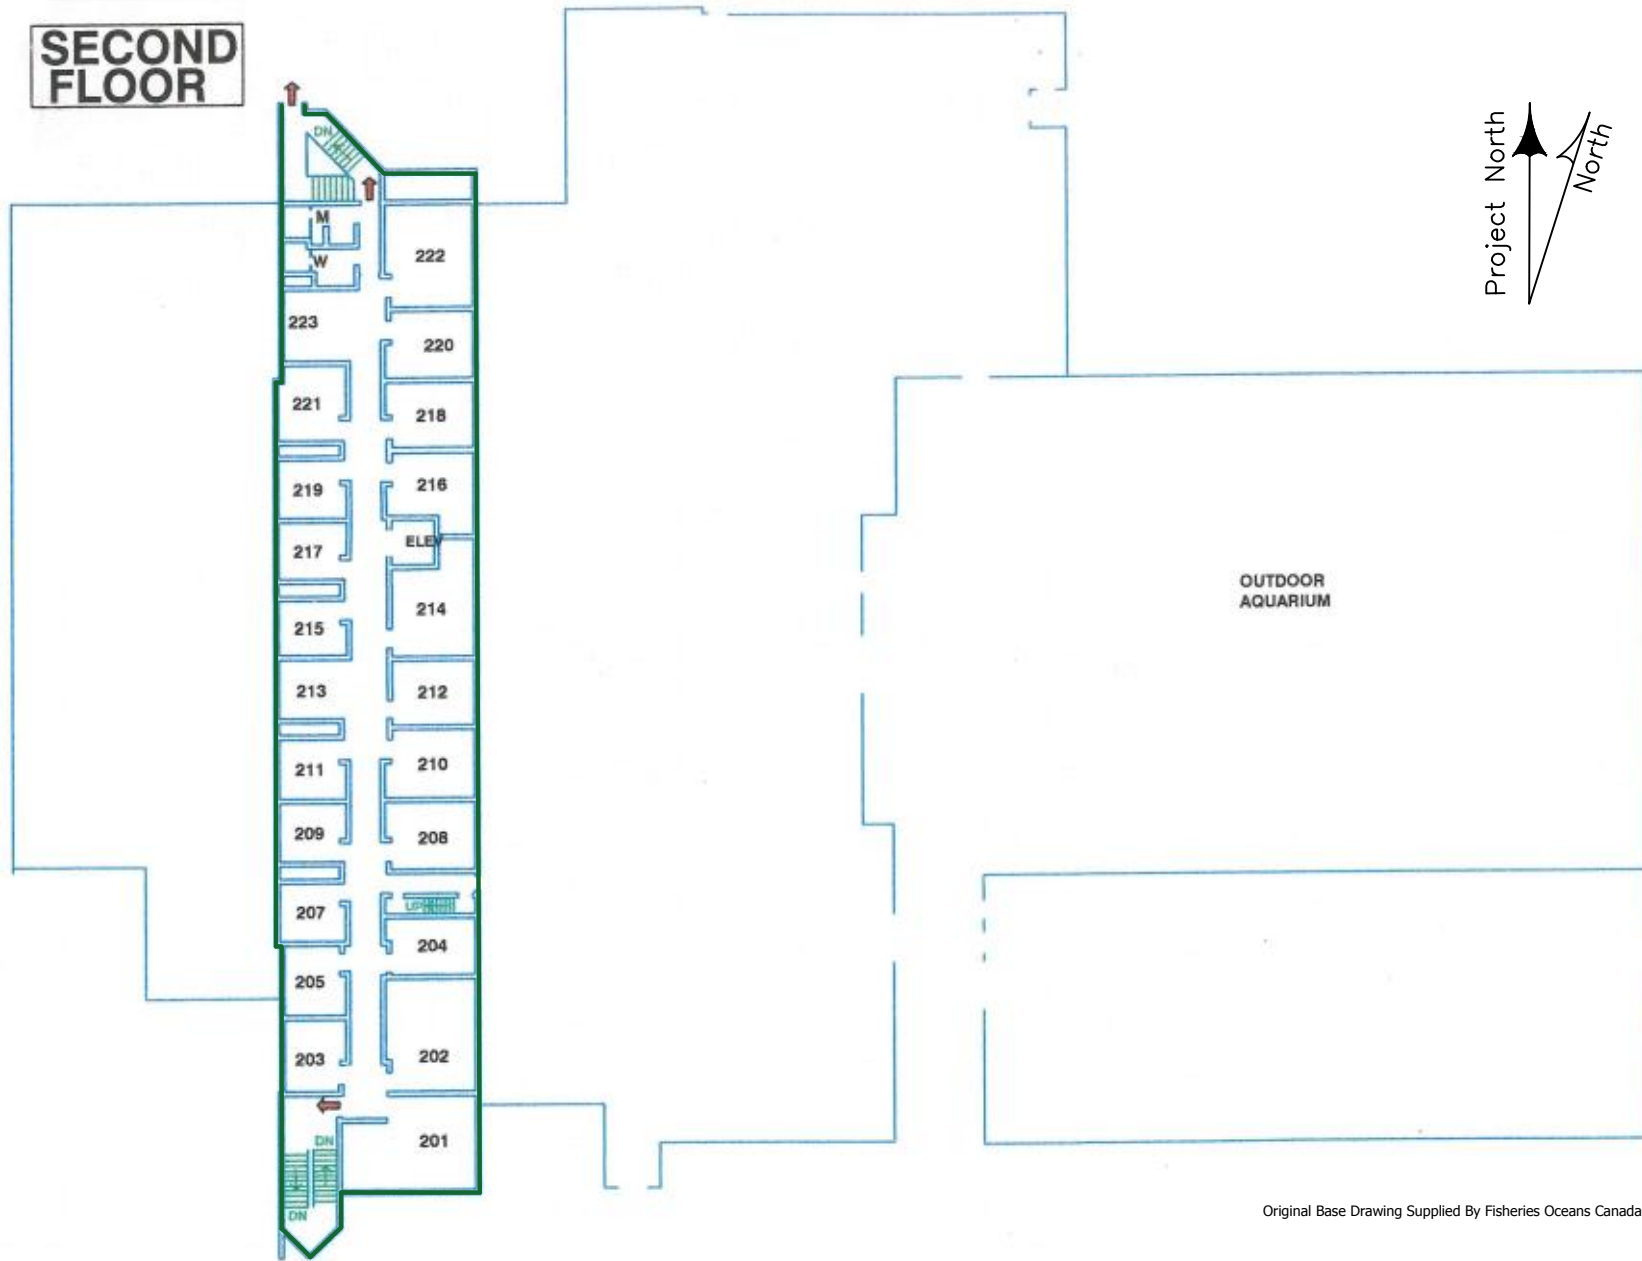 SECOND
FLOOR
DN
Project North
North
M
W
222
223
220
221
218
219
216
217
ELEV
214
215
213
212
211
210
209
208
207
UP
204
205
203
202
201
DN
DN
OUTDOOR
AQUARIUM
Original Base Drawing Supplied By Fisheries Oceans Canada